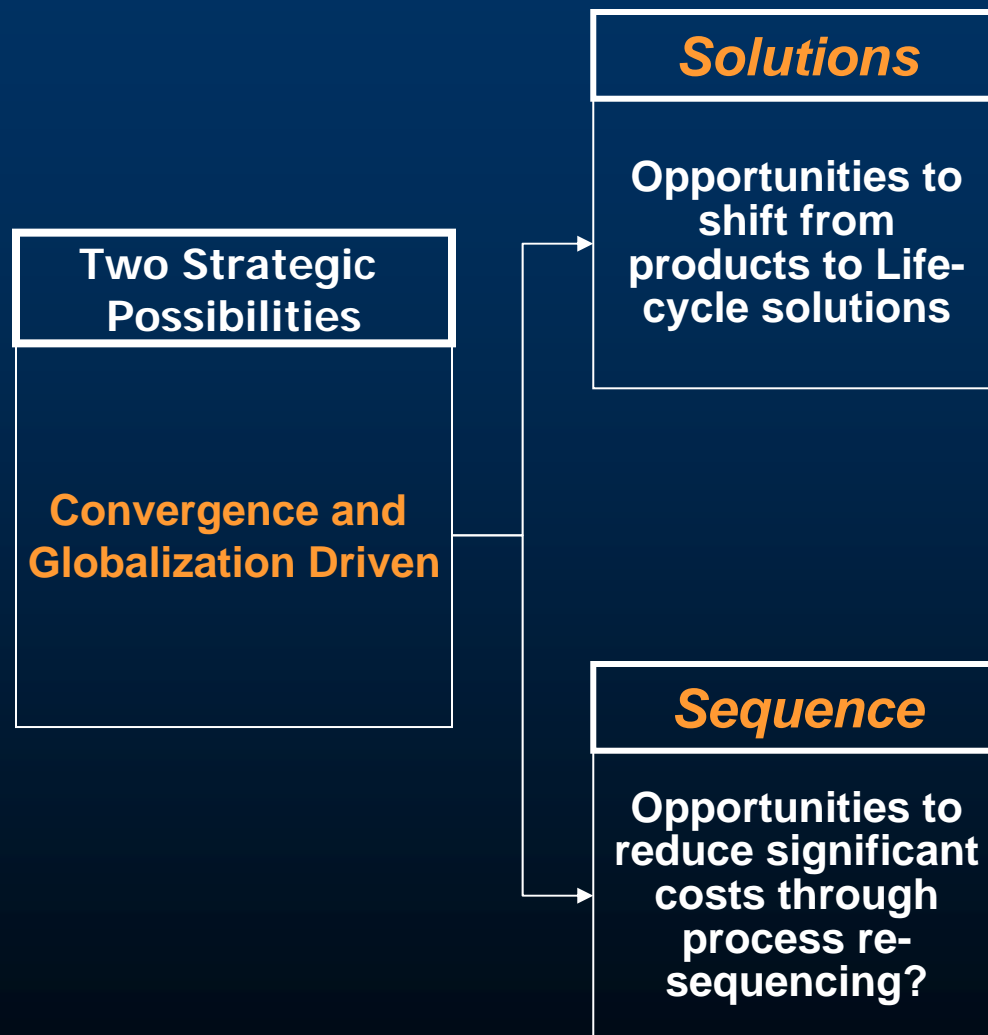 Two Strategic
Possibilities
Convergence and
Globalization Driven
Solutions
Opportunities to
shift from
products to Life-
cycle solutions
Sequence
Opportunities to
reduce significant
costs through
process re-
sequencing?